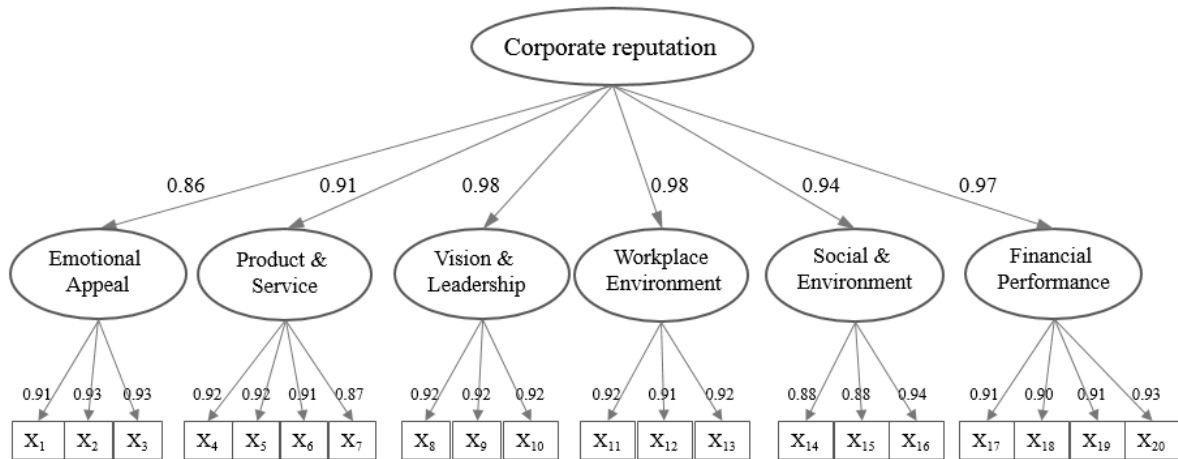 Corporate reputation
0.86 0.91 0.98 0.98 0.94 0.97
Emotional
Appeal
Product &
Service
Vision &
Leadership
Workplace
Environment
Social &
Environment
Financial
Performance
0.91 0.93 0.93 0.92 0.92 0.91 0.87 0.92 0.92 0.92 0.92 0.91 0.92 0.88 0.88 0.94 0.91 0.90 0.91 0.93
X₁ X₂ X₃ X₄ X₅ X₆ X₇ X₈ X₉ X₁₀ X₁₁ X₁₂ X₁₃ X₁₄ X₁₅ X₁₆ X₁₇ X₁₈ X₁₉ X₂₀